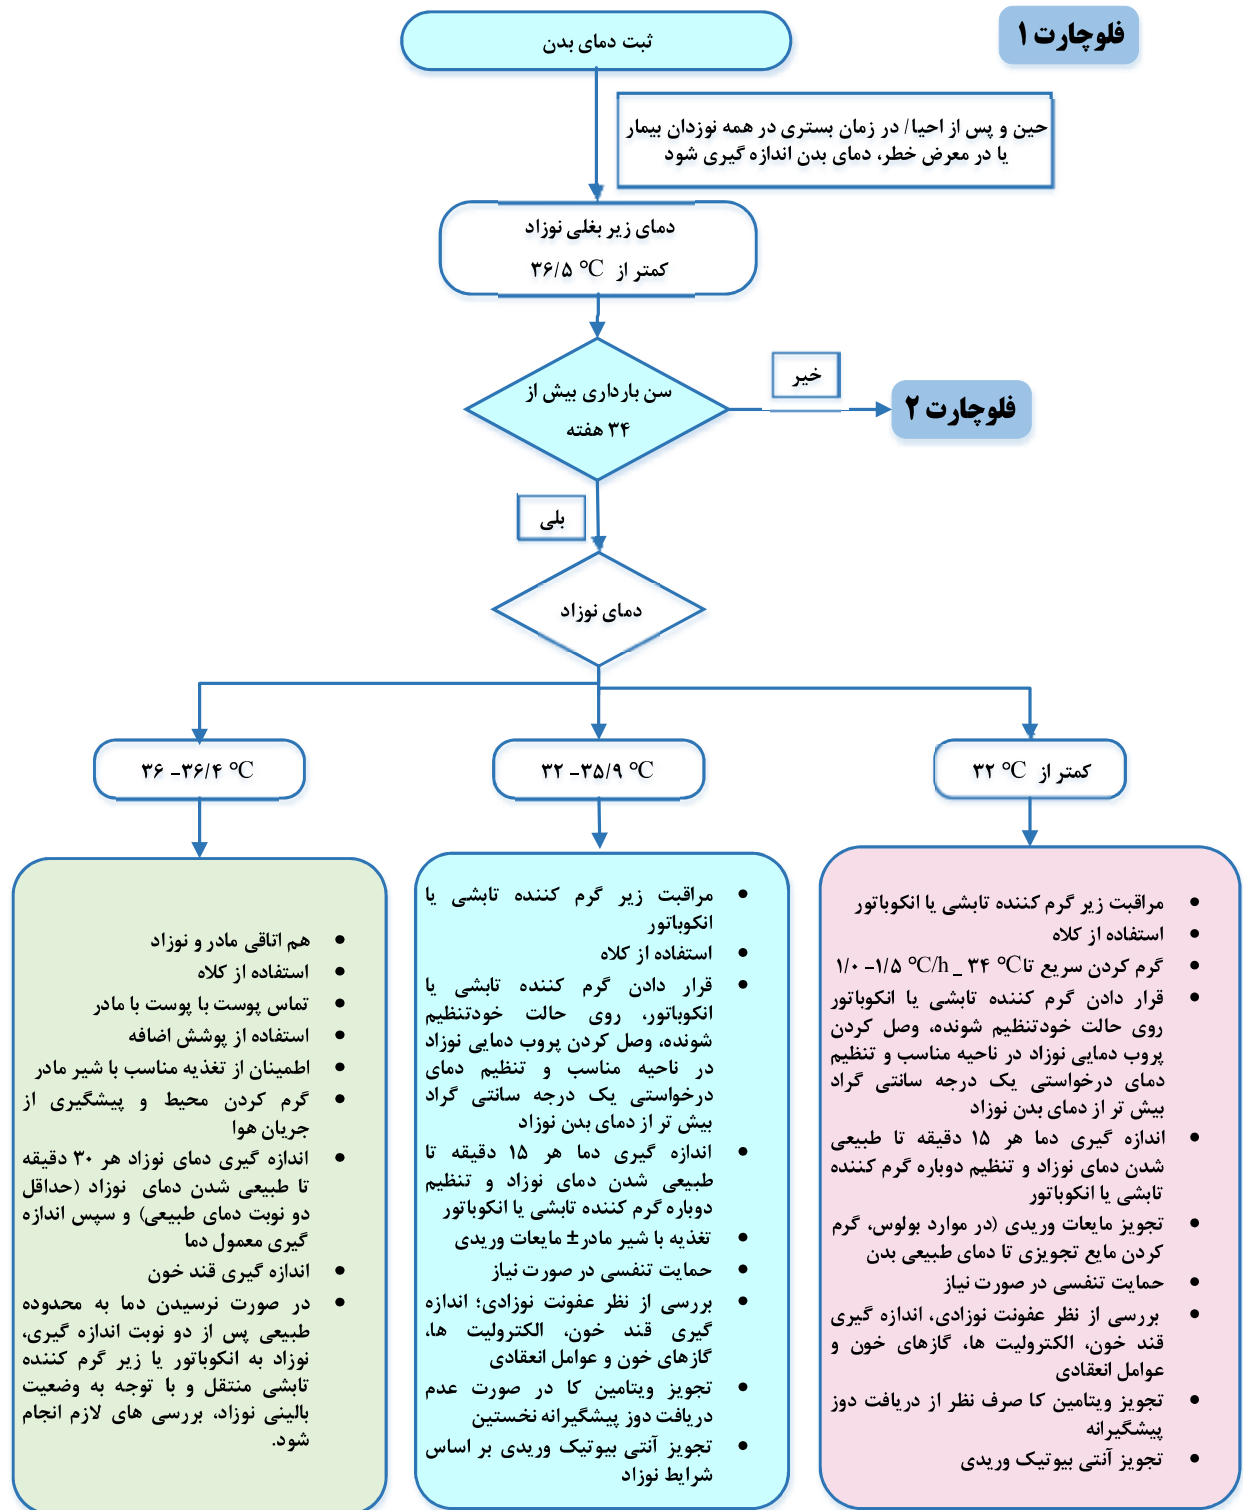 فلوچارت ۱
ثبت دمای بدن
حین و پس از احیا/ در زمان بستری در همه نوزدان بیمار
یا در معرض خطر، دمای بدن اندازه گیری شود
دمای زیر بغلی نوزاد
کمتر از ۳۶/۵ °C
سن بارداری بیش از
۳۴ هفته
خیر
فلوچارت ۲
بلی
دمای نوزاد
کمتر از ۳۲ °C
۳۲ –۳۵/۹ °C
۳۶ –۳۶/۴ °C
• مراقبت زیر گرم کننده تابشی یا انکوباتور
• استفاده از کلاه
• گرم کردن سریع تا ۳۴ °C _ ۱/۰ –۱/۵ °C/h
• قرار دادن گرم کننده تابشی یا انکوباتور
روی حالت خودتنظیم شونده، وصل کردن
پروب دمایی نوزاد در ناحیه مناسب و تنظیم
دمای درخواستی یک درجه سانتی گراد
بیش تر از دمای بدن نوزاد
• اندازه گیری دما هر ۱۵ دقیقه تا طبیعی
شدن دمای نوزاد و تنظیم دوباره گرم کننده
تابشی یا انکوباتور
• تجویز مایعات وریدی (در موارد بولوس، گرم
کردن مایع تجویزی تا دمای طبیعی بدن
• حمایت تنفسی در صورت نیاز
• بررسی از نظر عفونت نوزادی، اندازه گیری
قند خون، الکترولیت ها، گازهای خون و
عوامل انعقادی
• تجویز ویتامین کا صرف نظر از دریافت دوز
پیشگیرانه
• تجویز آنتی بیوتیک وریدی
• مراقبت زیر گرم کننده تابشی یا
انکوباتور
• استفاده از کلاه
• قرار دادن گرم کننده تابشی یا
انکوباتور، روی حالت خودتنظیم
شونده، وصل کردن پروب دمایی نوزاد
در ناحیه مناسب و تنظیم دمای
درخواستی یک درجه سانتی گراد
بیش تر از دمای بدن نوزاد
• اندازه گیری دما هر ۱۵ دقیقه تا
طبیعی شدن دمای نوزاد و تنظیم
دوباره گرم کننده تابشی یا انکوباتور
• تغذیه با شیر مادر± مایعات وریدی
• حمایت تنفسی در صورت نیاز
• بررسی از نظر عفونت نوزادی؛ اندازه
گیری قند خون، الکترولیت ها،
گازهای خون و عوامل انعقادی
• تجویز ویتامین کا در صورت عدم
دریافت دوز پیشگیرانه نخستین
• تجویز آنتی بیوتیک وریدی بر اساس
شرایط نوزاد
• هم اتاقی مادر و نوزاد
• استفاده از کلاه
• تماس پوست با پوست با مادر
• استفاده از پوشش اضافه
• اطمینان از تغذیه مناسب با شیر مادر
• گرم کردن محیط و پیشگیری از
جریان هوا
• اندازه گیری دمای نوزاد هر ۳۰ دقیقه
تا طبیعی شدن دمای نوزاد (حداقل
دو نوبت دمای طبیعی) و سپس اندازه
گیری معمول دما
• اندازه گیری قند خون
• در صورت نرسیدن دما به محدوده
طبیعی پس از دو نوبت اندازه گیری،
نوزاد به انکوباتور یا زیر گرم کننده
تابشی منتقل و با توجه به وضعیت
بالینی نوزاد، بررسی های لازم انجام
شود.